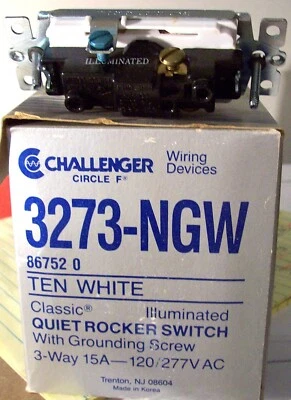 ILLUMINATED
CHALLENGER
CIRCLE F®
Wiring
Devices
3273-NGW
86752 0
TEN WHITE
Classic® Illuminated
QUIET ROCKER SWITCH
With Grounding Screw
3-Way 15A—120/277V AC
Trenton, NJ 08604
Made in Korea